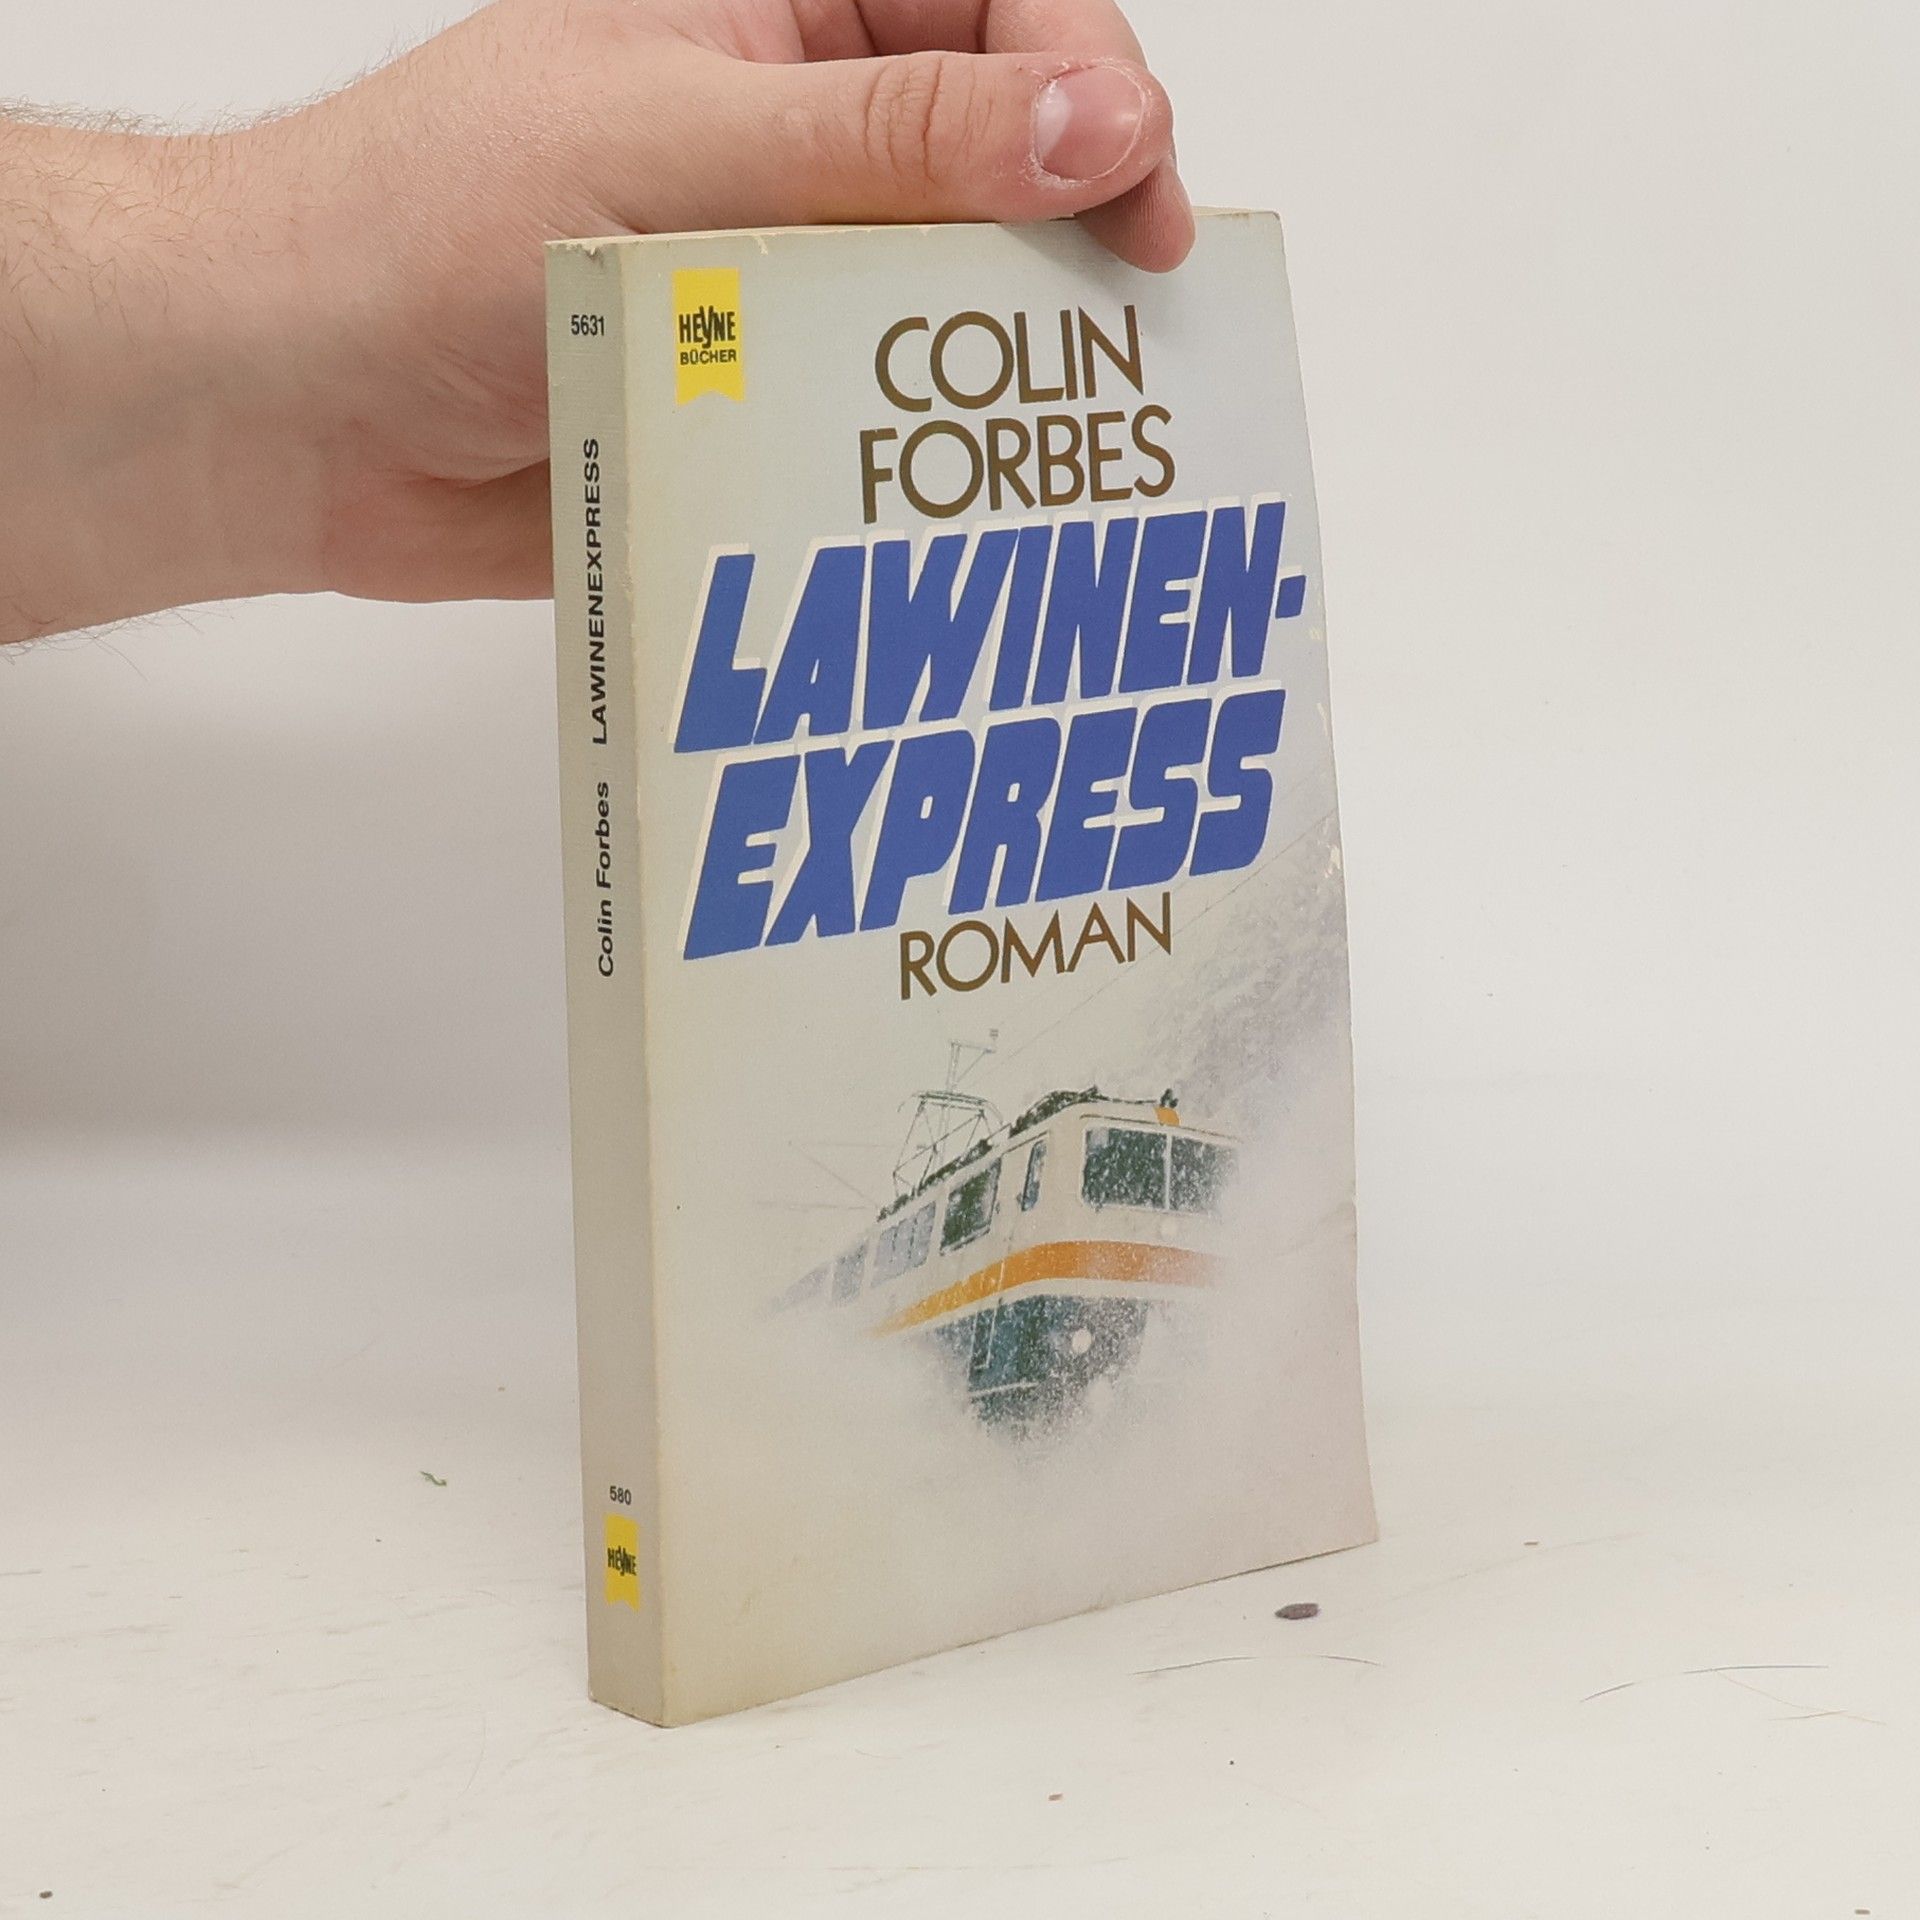 5631
Colin Forbes LAWINENEXPRESS
580
HEYNE
HEYNE
BÜCHER
COLIN
FORBES
LAWINEN-
EXPRESS
ROMAN